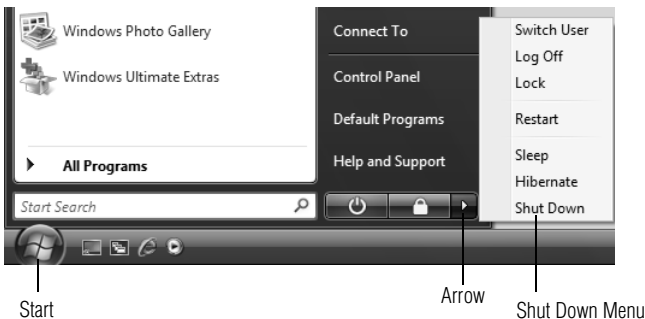 Windows Photo Gallery
Windows Ultimate Extras
All Programs
Start Search
Connect To
Control Panel
Default Programs
Help and Support
Switch User
Log Off
Lock
Restart
Sleep
Hibernate
Shut Down
Start
Arrow
Shut Down Menu